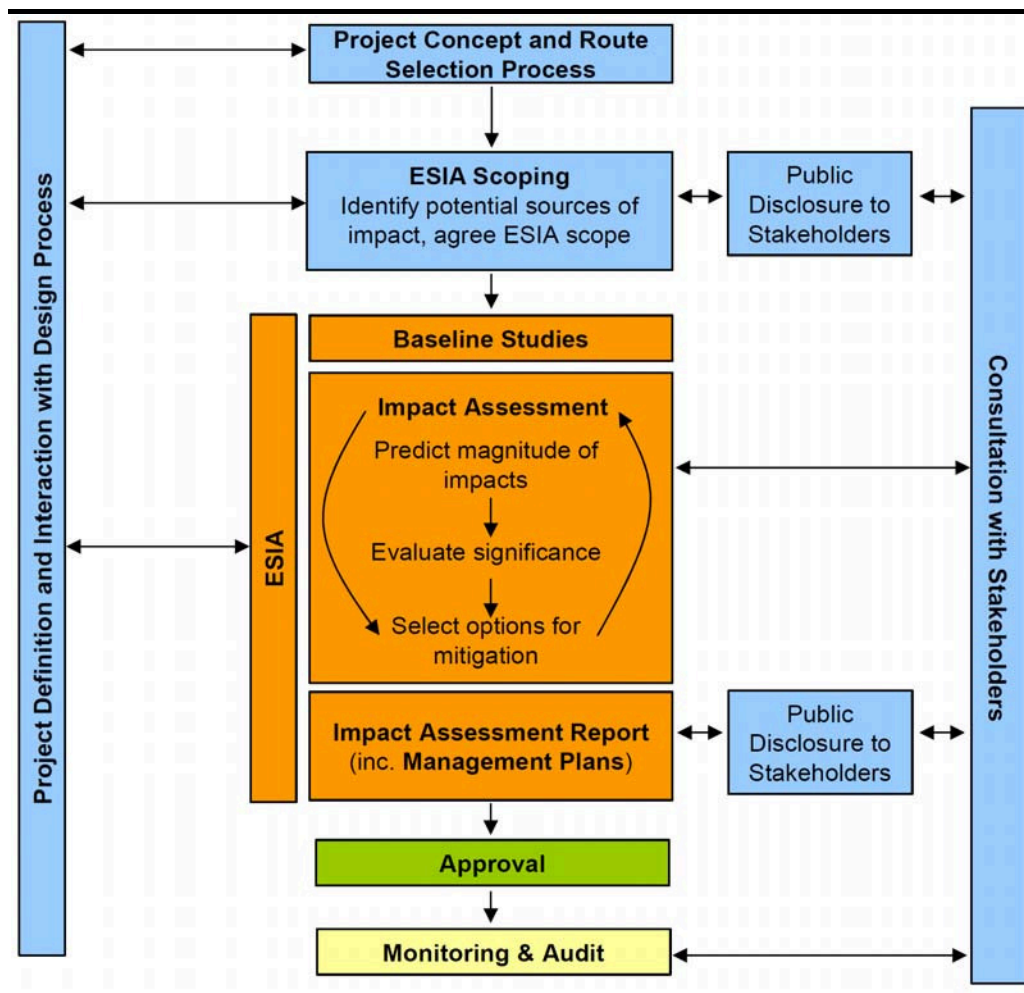 Project Definition and Interaction with Design Process
Project Concept and Route
Selection Process
ESIA Scoping
Identify potential sources of
impact, agree ESIA scope
Public
Disclosure to
Stakeholders
Consultation with Stakeholders
ESIA
Baseline Studies
Impact Assessment
Predict magnitude of
impacts
Evaluate significance
Select options for
mitigation
Impact Assessment Report
(inc. Management Plans)
Public
Disclosure to
Stakeholders
Approval
Monitoring & Audit